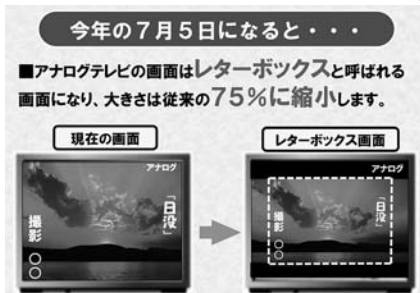 今年の7月5日になると・・・
■アナログテレビの画面はレターボックスと呼ばれる
画面になり、大きさは従来の75%に縮小します。
現在の画面
レターボックス画面
アナログ
「日没」
撮影 〇〇
アナログ
「日没」
撮影 〇〇